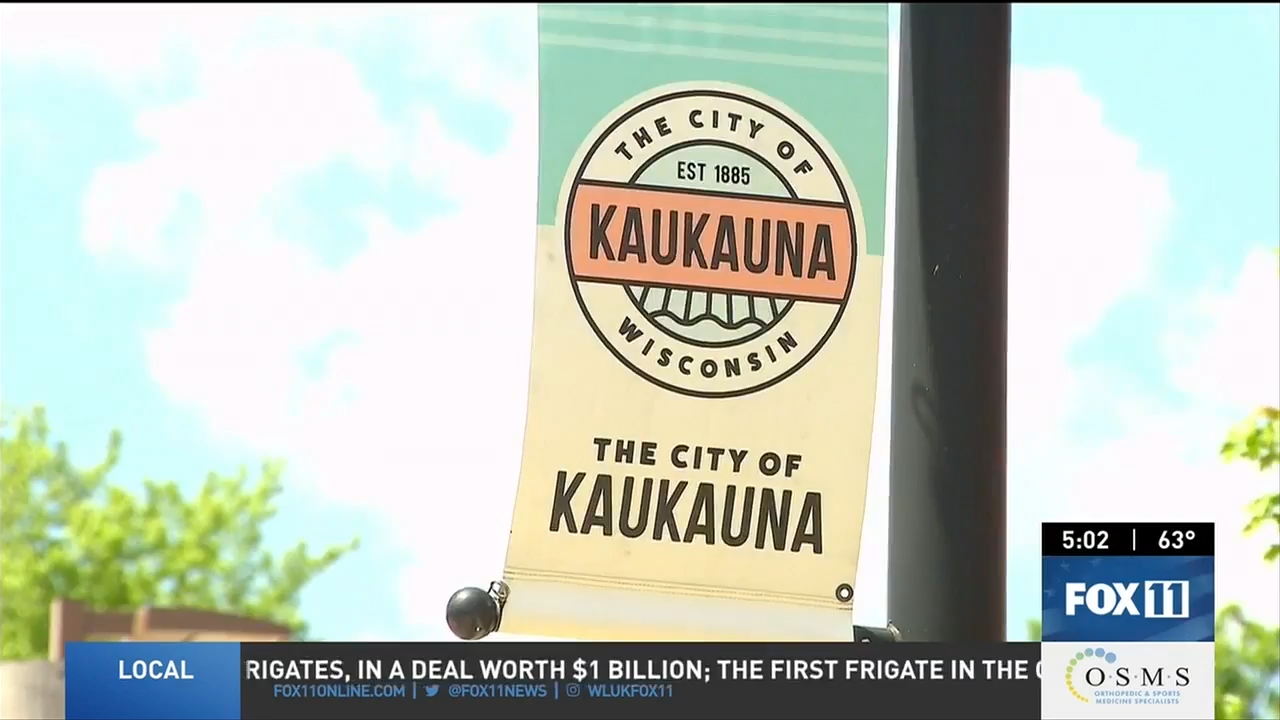 THE CITY OF
EST 1885
KAUKAUNA
WISCONSIN
THE CITY OF
KAUKAUNA
5:02 | 63°
FOX 11
LOCAL
RIGATES, IN A DEAL WORTH $1 BILLION; THE FIRST FRIGATE IN THE
FOX11ONLINE.COM | @FOX11NEWS | WLUKFOX11
O·S·M·S
ORTHOPEDIC & SPORTS
MEDICINE SPECIALISTS